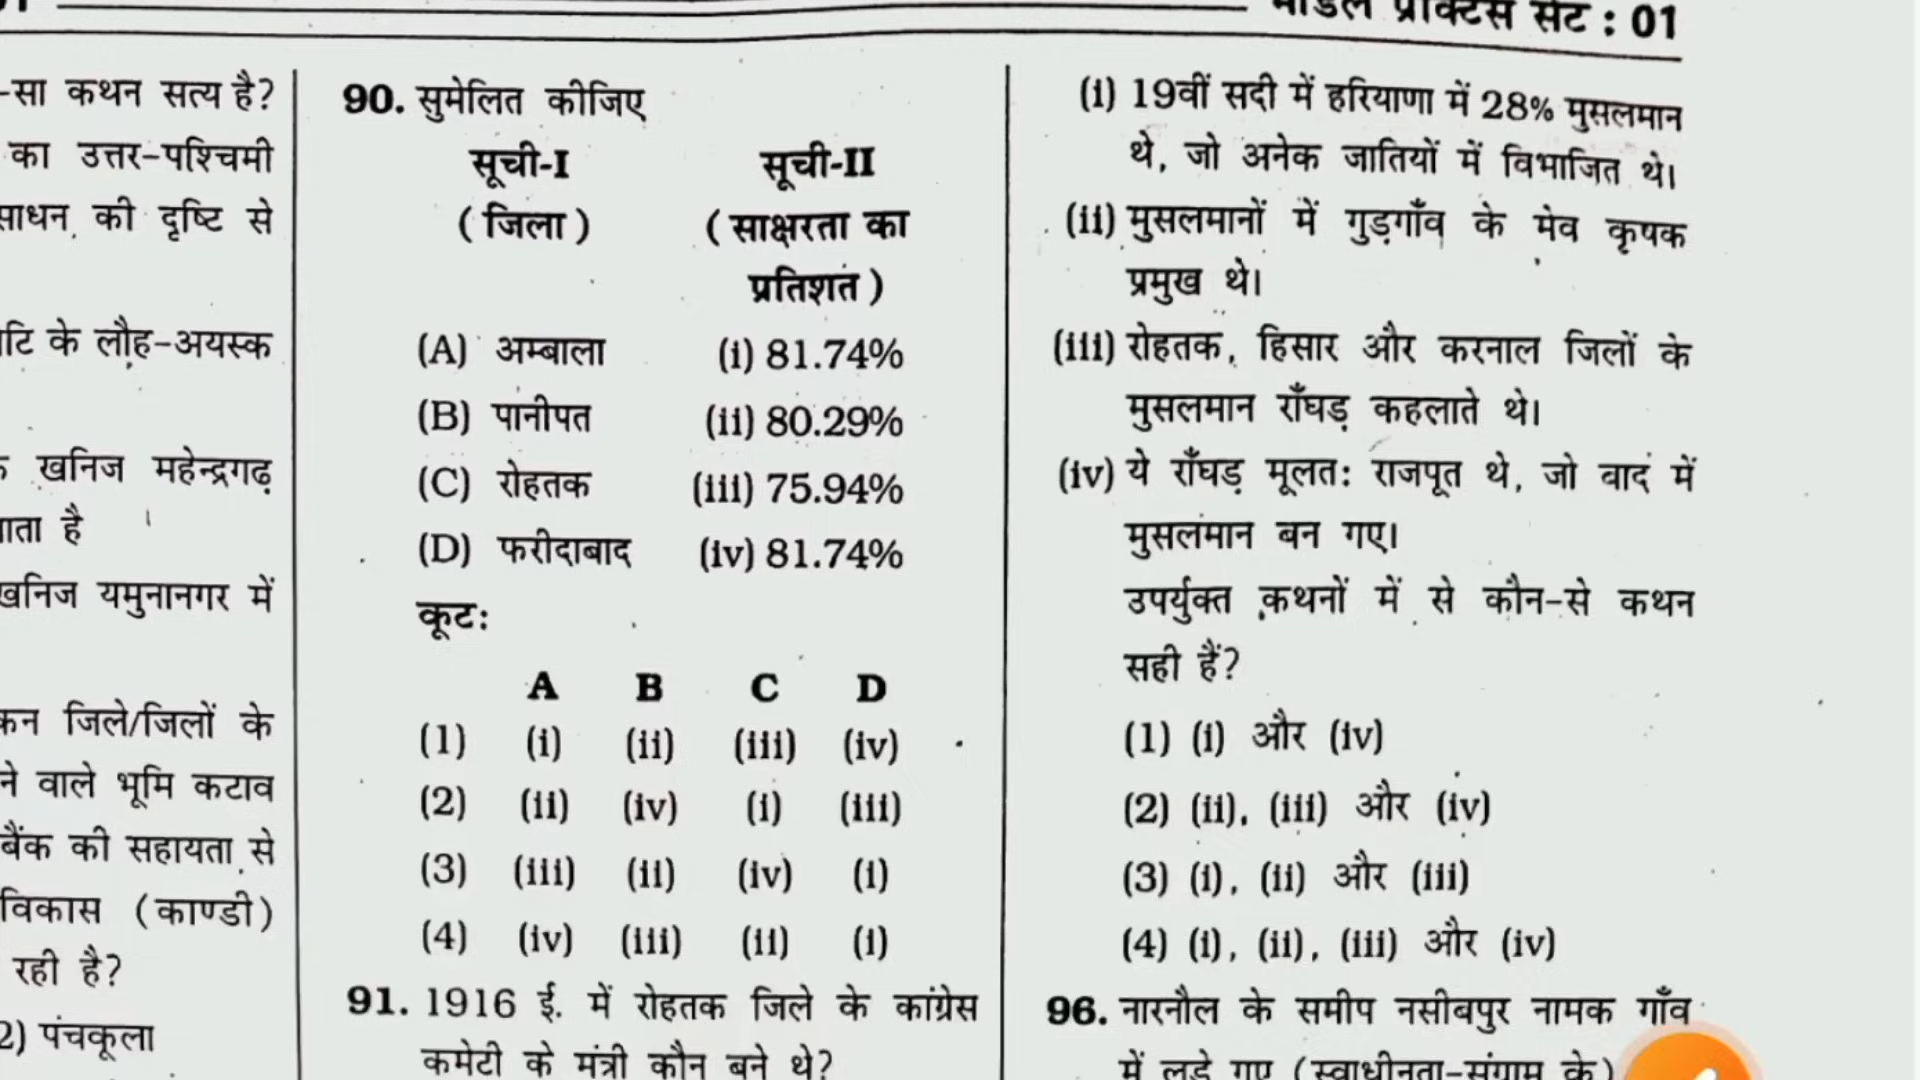 मॉडल प्रैक्टिस सेट : 01
-सा कथन सत्य है?
का उत्तर-पश्चिमी
साधन की दृष्टि से
के लौह-अयस्क
खनिज महेन्द्रगढ़
है
खनिज यमुनानगर में
जिले/जिलों के
वाले भूमि कटाव
बैंक की सहायता से
विकास (काण्डी)
रही है?
2) पंचकूला
90. सुमेलित कीजिए
सूची-I सूची-II
(जिला) (साक्षरता का
प्रतिशत)
(A) अम्बाला (i) 81.74%
(B) पानीपत (ii) 80.29%
(C) रोहतक (iii) 75.94%
(D) फरीदाबाद (iv) 81.74%
कूटः
A B C D
(1) (i) (ii) (iii) (iv)
(2) (ii) (iv) (i) (iii)
(3) (iii) (ii) (iv) (i)
(4) (iv) (iii) (ii) (i)
91. 1916 ई. में रोहतक जिले के कांग्रेस
कमेटी के मंत्री कौन बने थे?
(i) 19वीं सदी में हरियाणा में 28% मुसलमान
थे, जो अनेक जातियों में विभाजित थे।
(ii) मुसलमानों में गुड़गाँव के मेव कृषक
प्रमुख थे।
(iii) रोहतक, हिसार और करनाल जिलों के
मुसलमान राँघड़ कहलाते थे।
(iv) ये राँघड़ मूलतः राजपूत थे, जो बाद में
मुसलमान बन गए।
उपर्युक्त कथनों में से कौन-से कथन
सही हैं?
(1) (i) और (iv)
(2) (ii), (iii) और (iv)
(3) (i), (ii) और (iii)
(4) (i), (ii), (iii) और (iv)
96. नारनौल के समीप नसीबपुर नामक गाँव
में लड़े गए (स्वाधीनता-संग्राम के)